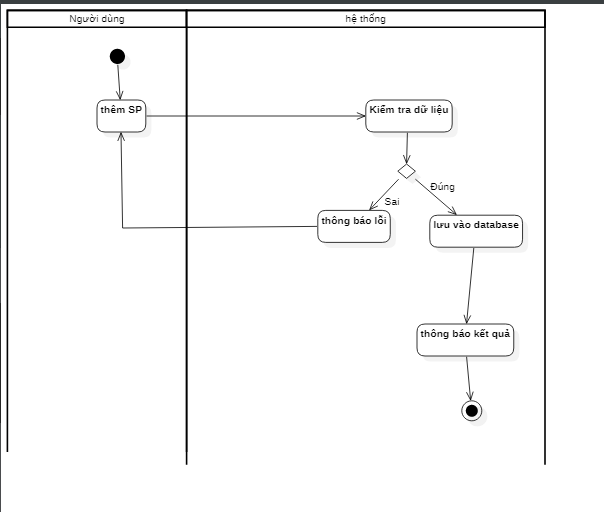 Người dùng
hệ thống
thêm SP
Kiểm tra dữ liệu
Đúng
Sai
thông báo lỗi
lưu vào database
thông báo kết quả